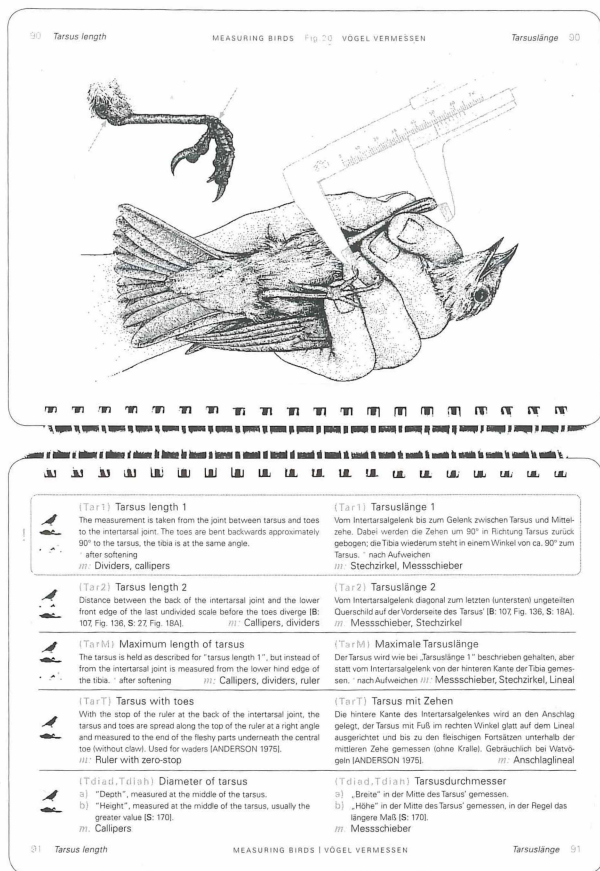 90 Tarsus length MEASURING BIRDS Fig.20 VÖGEL VERMESSEN Tarsuslänge 90
(Tar1) Tarsus length 1
The measurement is taken from the joint between tarsus and toes
to the intertarsal joint. The toes are bent backwards approximately
90° to the tarsus, the tibia is at the same angle.
* after softening
m: Dividers, callipers
(Tar1) Tarsuslänge 1
Vom Intertarsalgelenk bis zum Gelenk zwischen Tarsus und Mittel-
zehe. Dabei werden die Zehen um 90° in Richtung Tarsus zurück
gebogen; die Tibia wiederum steht in einem Winkel von ca. 90° zum
Tarsus. * nach Aufweichen
m: Stechzirkel, Messschieber
(Tar2) Tarsus length 2
Distance between the back of the intertarsal joint and the lower
front edge of the last undivided scale before the toes diverge [B:
107, Fig. 136, S: 27, Fig. 18A]. m: Callipers, dividers
(Tar2) Tarsuslänge 2
Vom Intertarsalgelenk diagonal zum letzten (untersten) ungeteilten
Querschild auf der Vorderseite des Tarsus' [B: 107, Fig. 136, S: 18A].
m: Messschieber, Stechzirkel
(TarM) Maximum length of tarsus
The tarsus is held as described for "tarsus length 1", but instead of
from the intertarsal joint is measured from the lower hind edge of
the tibia. * after softening m: Callipers, dividers, ruler
(TarM) Maximale Tarsuslänge
Der Tarsus wird wie bei „Tarsuslänge 1" beschrieben gehalten, aber
statt vom Intertarsalgelenk von der hinteren Kante der Tibia gemes-
sen. * nach Aufweichen m: Messschieber, Stechzirkel, Lineal
(TarT) Tarsus with toes
With the stop of the ruler at the back of the intertarsal joint, the
tarsus and toes are spread along the top of the ruler at a right angle
and measured to the end of the fleshy parts underneath the central
toe (without claw). Used for waders [ANDERSON 1975].
m: Ruler with zero-stop
(TarT) Tarsus mit Zehen
Die hintere Kante des Intertarsalgelenkes wird an den Anschlag
gelegt, der Tarsus mit Fuß im rechten Winkel glatt auf dem Lineal
ausgerichtet und bis zu den fleischigen Fortsätzen unterhalb der
mittleren Zehe gemessen (ohne Kralle). Gebräuchlich bei Watvö-
geln [ANDERSON 1975]. m: Anschlaglineal
(Tdiad,Tdiah) Diameter of tarsus
a) "Depth", measured at the middle of the tarsus.
b) "Height", measured at the middle of the tarsus, usually the
greater value [S: 170].
m: Callipers
(Tdiad,Tdiah) Tarsusdurchmesser
a) „Breite" in der Mitte des Tarsus' gemessen.
b) „Höhe" in der Mitte des Tarsus' gemessen, in der Regel das
längere Maß [S: 170].
m: Messschieber
91 Tarsus length MEASURING BIRDS | VÖGEL VERMESSEN Tarsuslänge 91